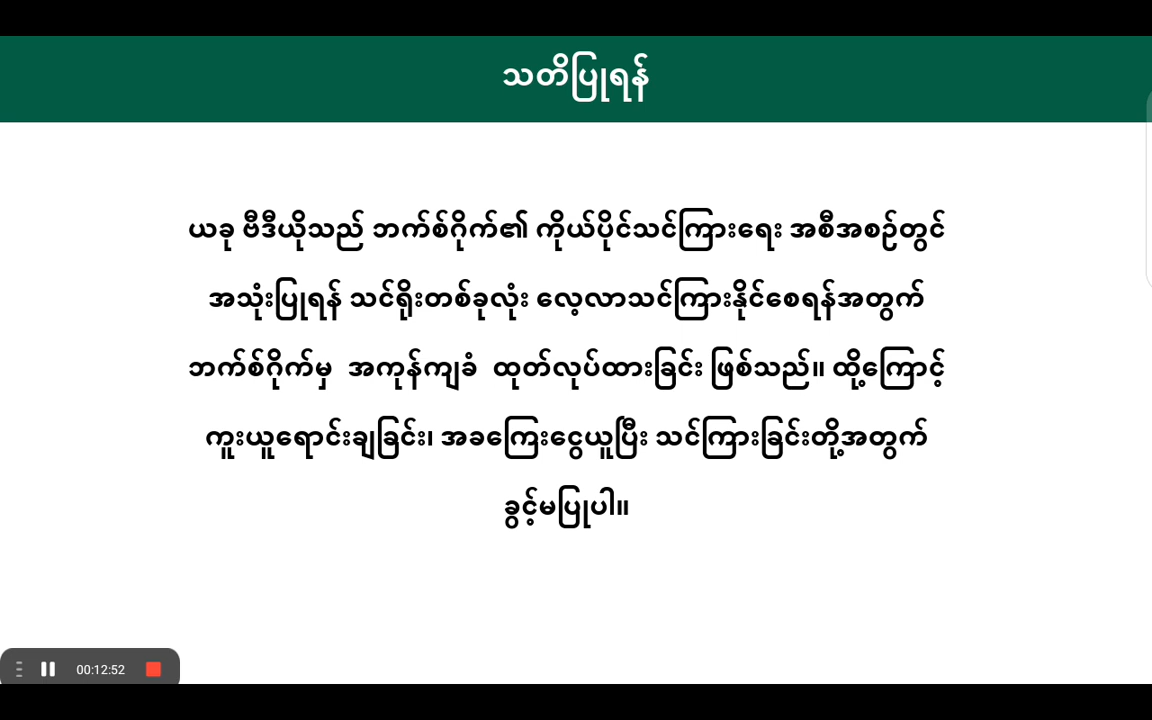 သတိပြုရန်
ယခု ဗီဒီယိုသည် ဘက်စ်ဂိုက်၏ ကိုယ်ပိုင်သင်ကြားရေး အစီအစဉ်တွင်
အသုံးပြုရန် သင်ရိုးတစ်ခုလုံး လေ့လာသင်ကြားနိုင်စေရန်အတွက်
ဘက်စ်ဂိုက်မှ အကုန်ကျခံ ထုတ်လုပ်ထားခြင်း ဖြစ်သည်။ ထို့ကြောင့်
ကူးယူရောင်းချခြင်း၊ အခကြေးငွေယူပြီး သင်ကြားခြင်းတို့အတွက်
ခွင့်မပြုပါ။
00:12:52